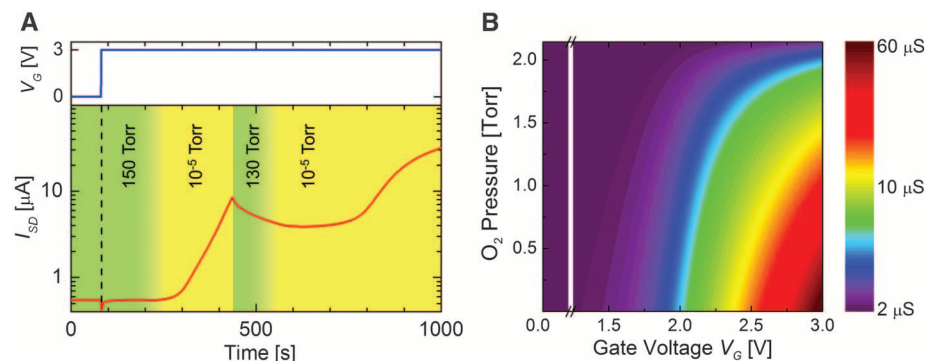 A
V_G [V]
3
0
I_SD [μA]
10
1
150 Torr
10⁻⁵ Torr
130 Torr
10⁻⁵ Torr
0
500
1000
Time [s]
B
O₂ Pressure [Torr]
2.0
1.5
1.0
0.5
0.0
1.5
2.0
2.5
3.0
Gate Voltage V_G [V]
60 μS
10 μS
2 μS